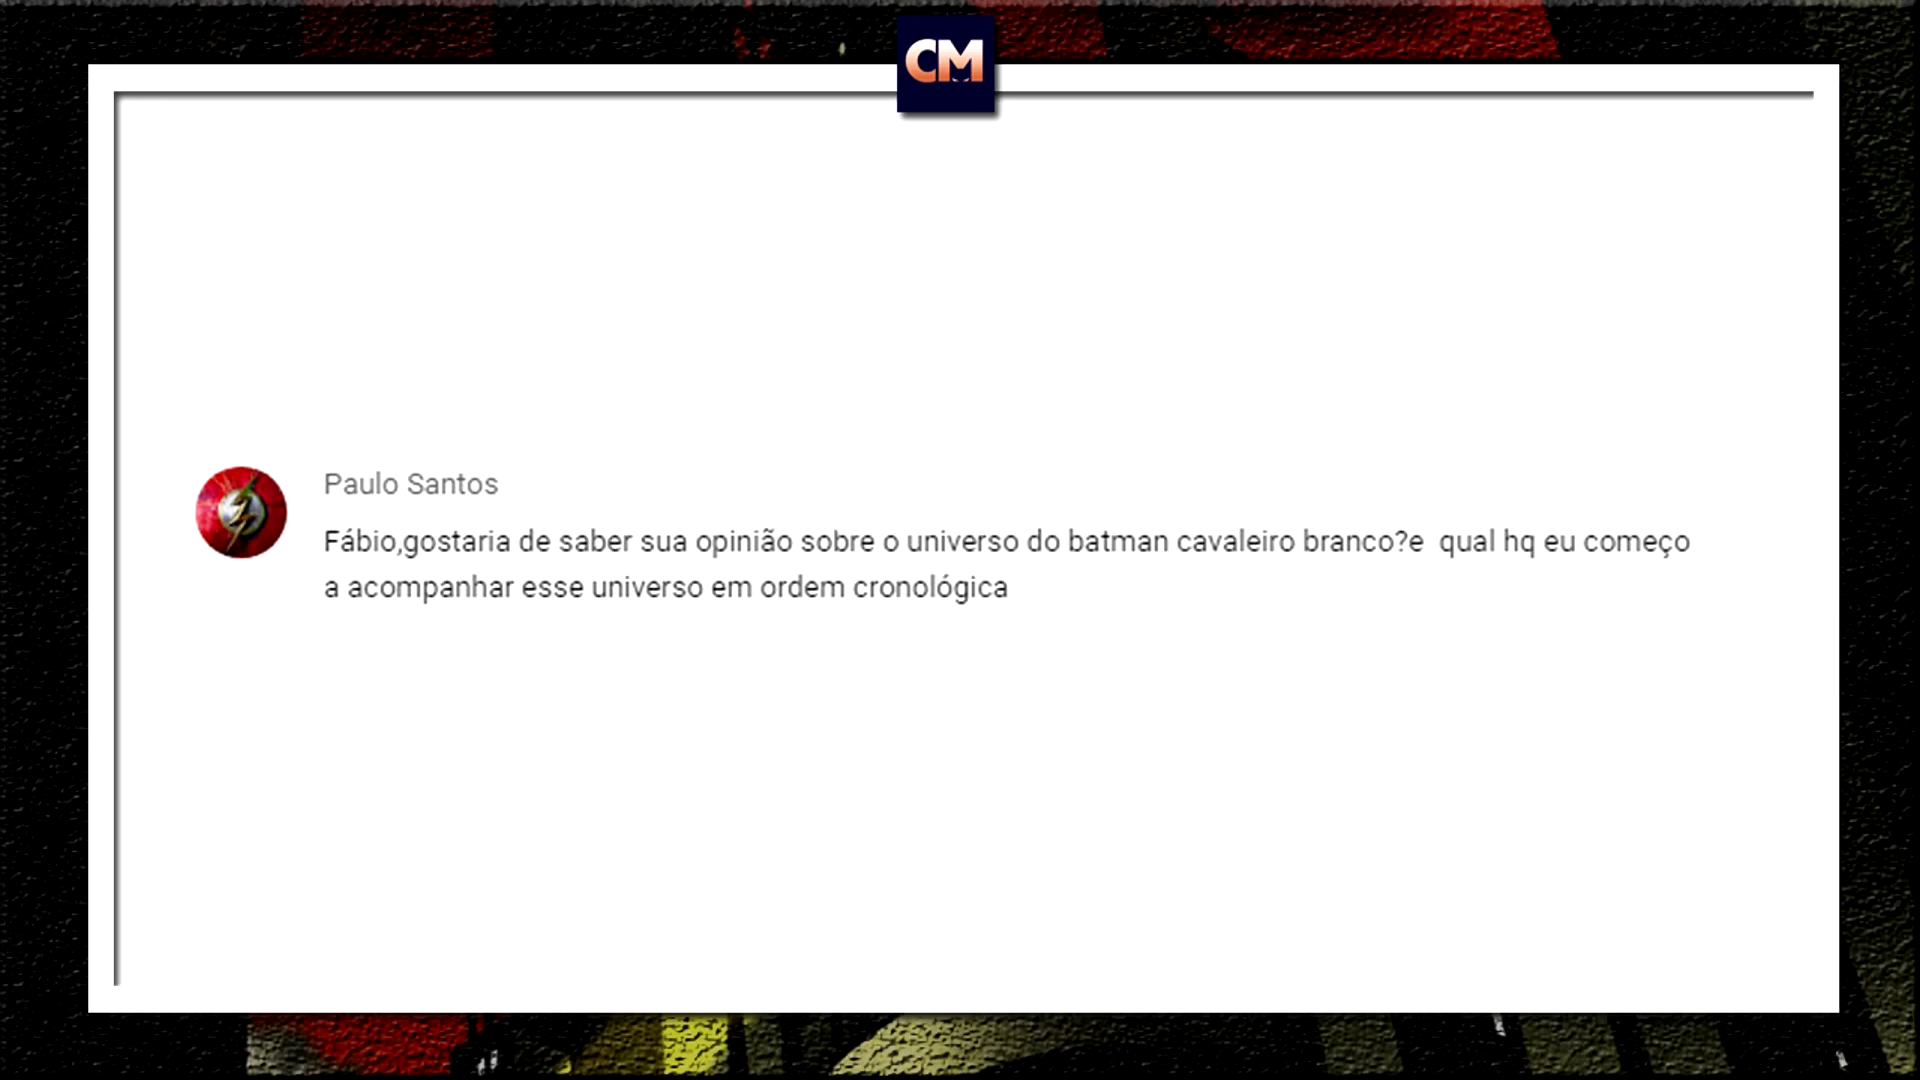 CM
Paulo Santos
Fábio,gostaria de saber sua opinião sobre o universo do batman cavaleiro branco?e  qual hq eu começo
a acompanhar esse universo em ordem cronológica